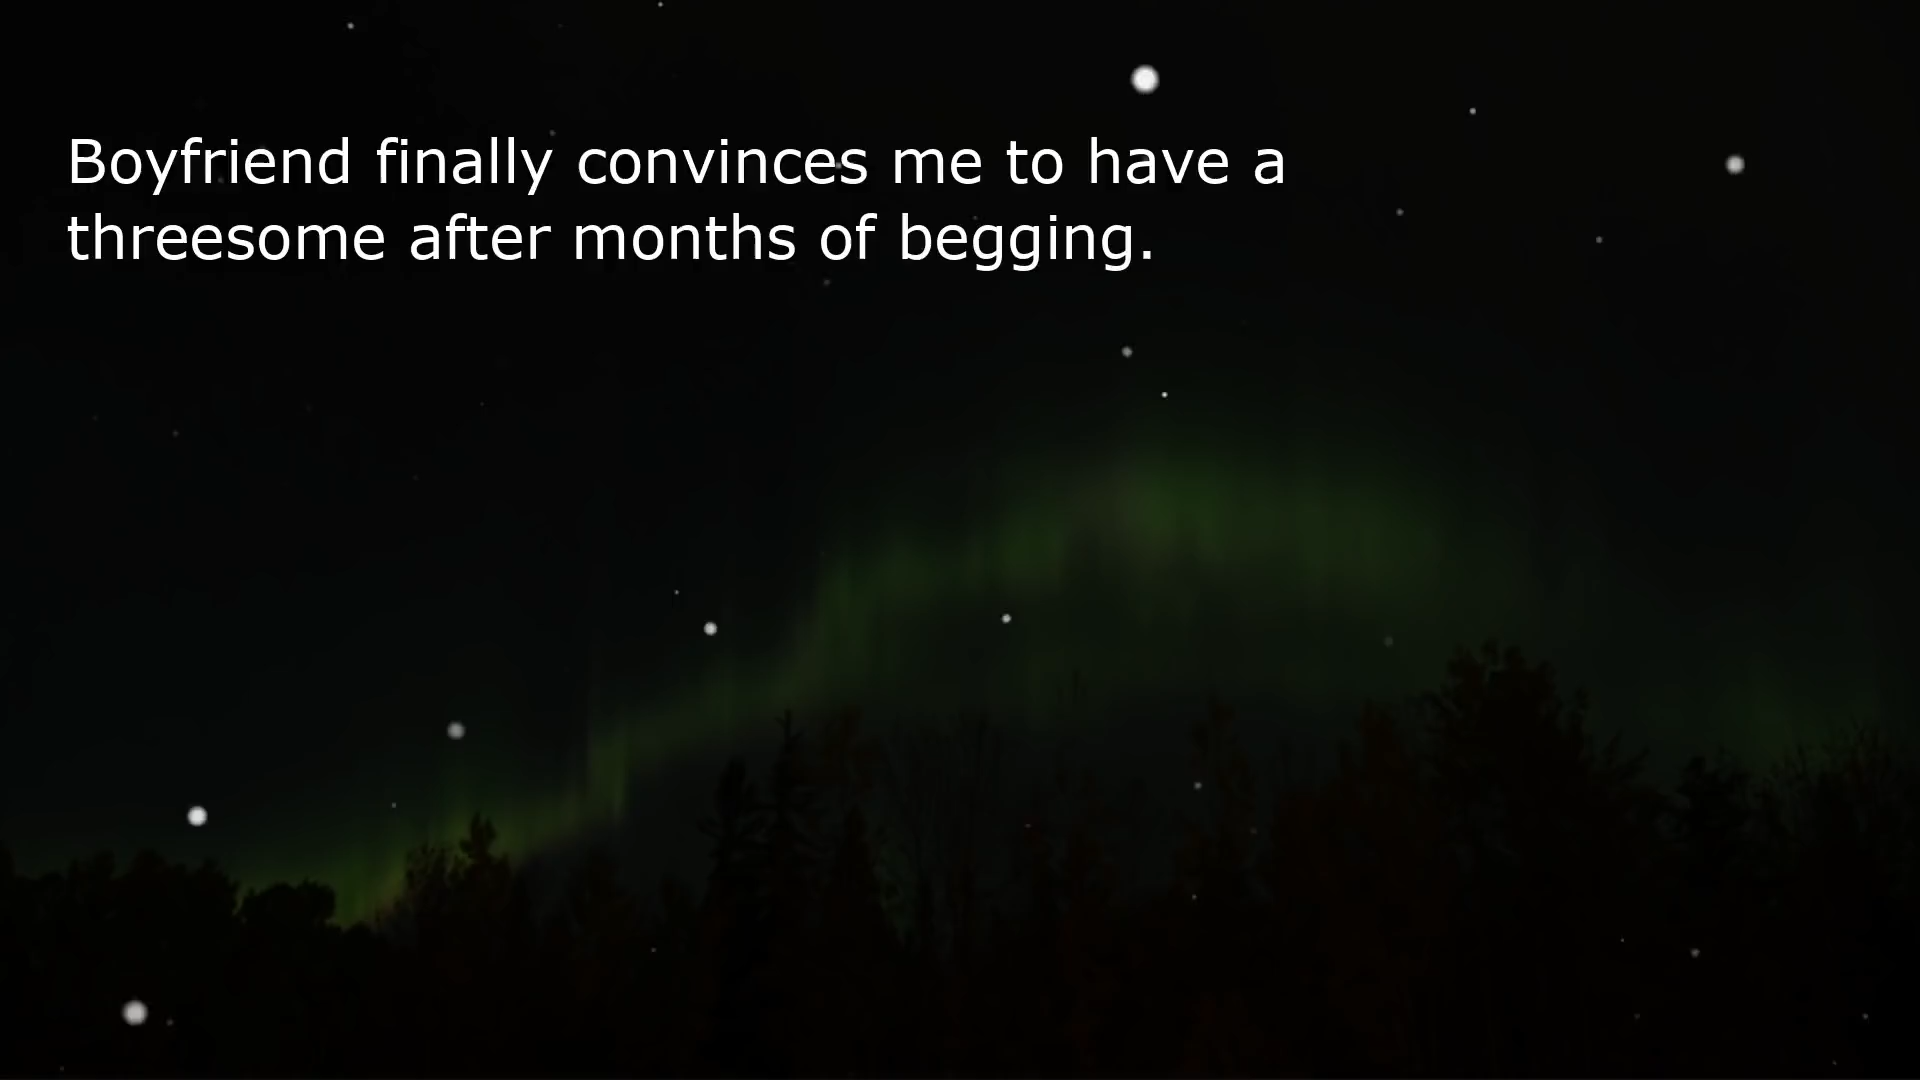 Boyfriend finally convinces me to have a
threesome after months of begging.